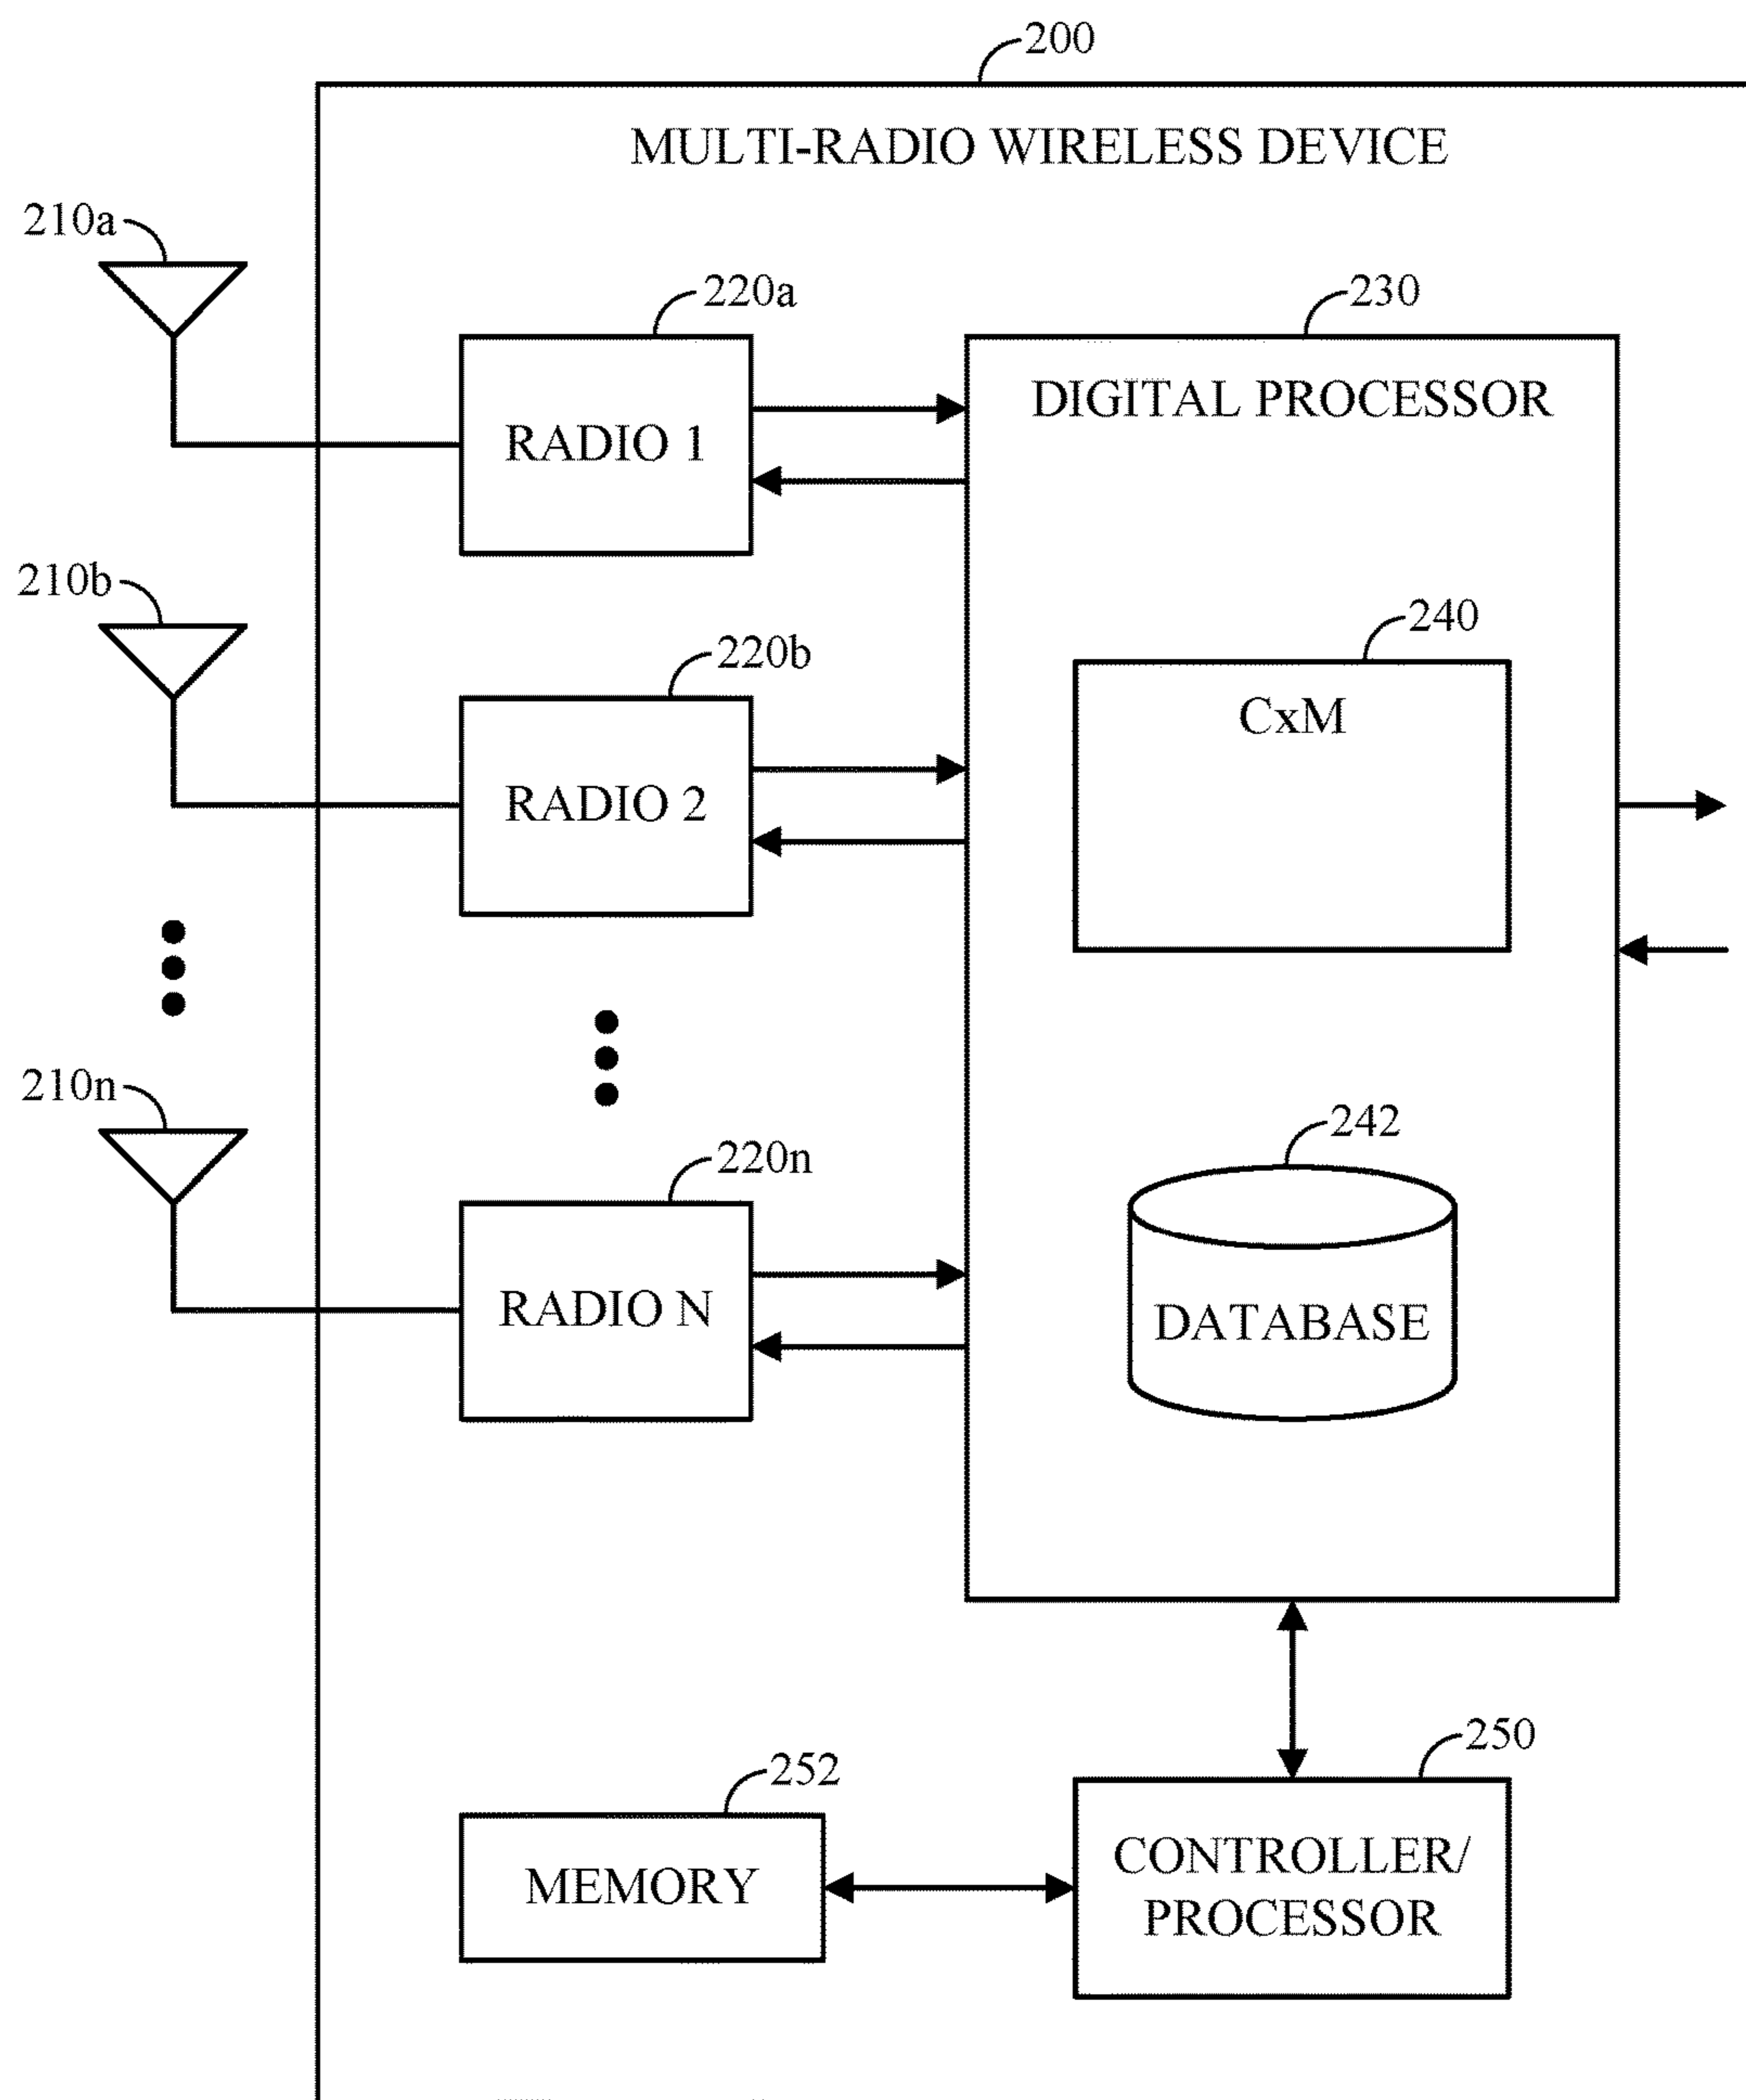 200
MULTI-RADIO WIRELESS DEVICE
210a
220a
230
RADIO 1
DIGITAL PROCESSOR
210b
220b
240
CxM
RADIO 2
210n
220n
242
RADIO N
DATABASE
252
250
MEMORY
CONTROLLER/
PROCESSOR